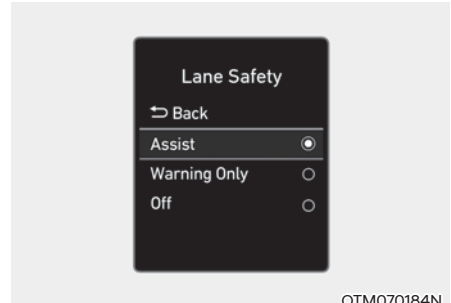 Lane Safety
Back
Assist
Warning Only
Off
OTM070184N